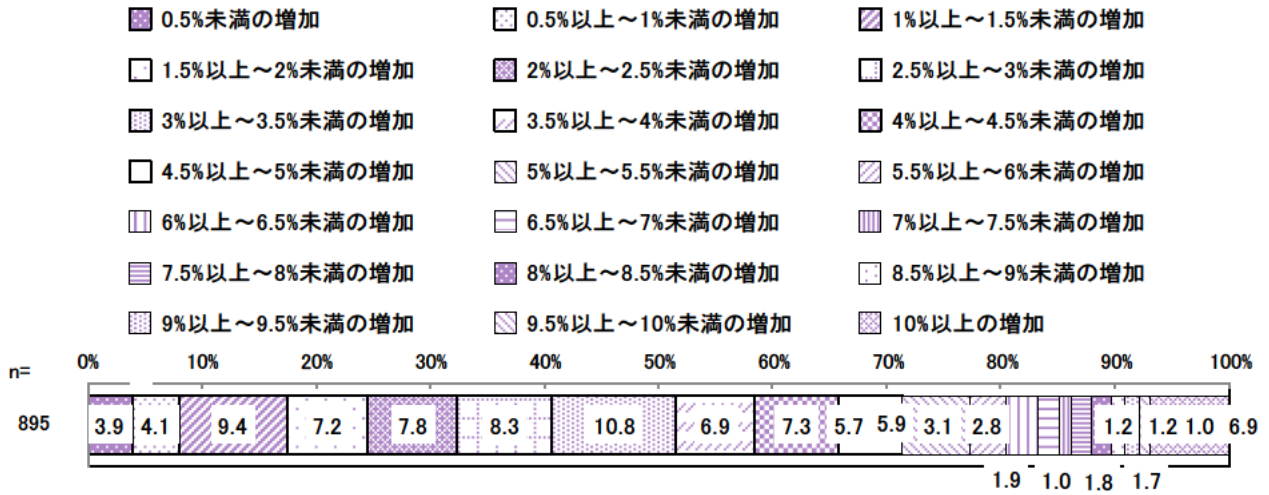 0.5%未満の増加 0.5%以上～1%未満の増加 1%以上～1.5%未満の増加
1.5%以上～2%未満の増加 2%以上～2.5%未満の増加 2.5%以上～3%未満の増加
3%以上～3.5%未満の増加 3.5%以上～4%未満の増加 4%以上～4.5%未満の増加
4.5%以上～5%未満の増加 5%以上～5.5%未満の増加 5.5%以上～6%未満の増加
6%以上～6.5%未満の増加 6.5%以上～7%未満の増加 7%以上～7.5%未満の増加
7.5%以上～8%未満の増加 8%以上～8.5%未満の増加 8.5%以上～9%未満の増加
9%以上～9.5%未満の増加 9.5%以上～10%未満の増加 10%以上の増加
n= 0% 10% 20% 30% 40% 50% 60% 70% 80% 90% 100%
895 3.9 4.1 9.4 7.2 7.8 8.3 10.8 6.9 7.3 5.7 5.9 3.1 2.8 1.2 1.2 1.0 6.9
1.9 1.0 1.8 1.7